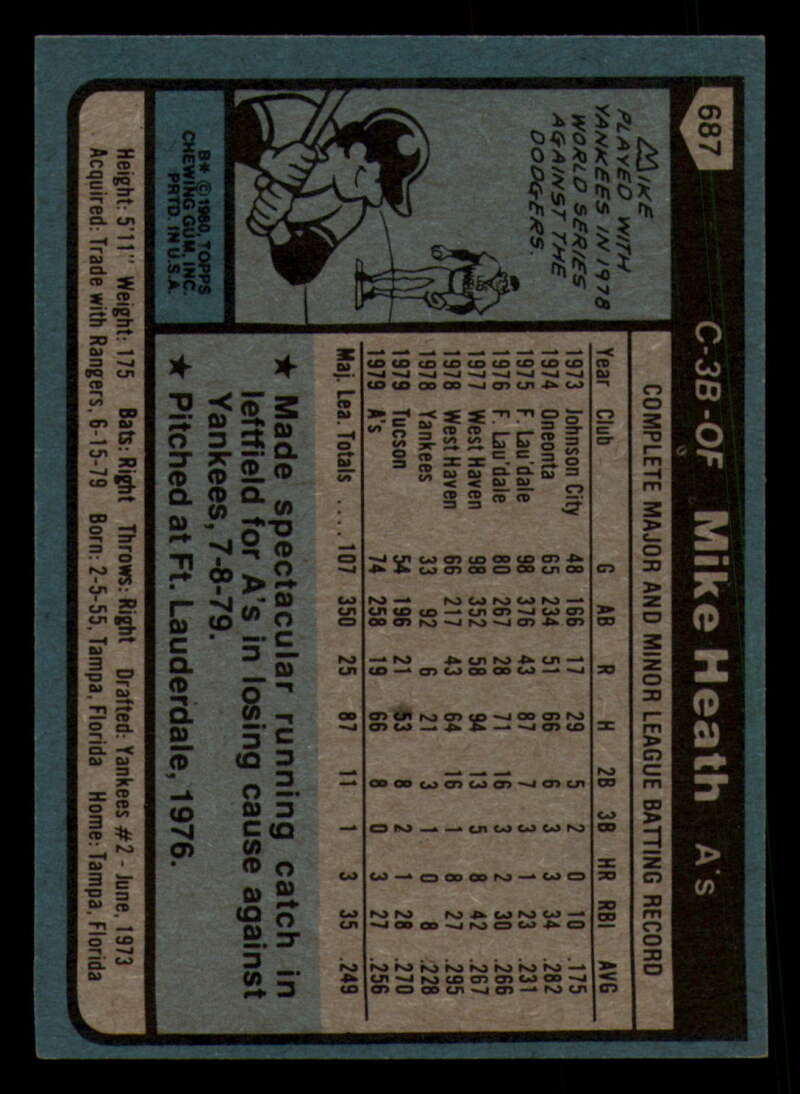 687
C-3B-OF Mike Heath A's
MIKE
PLAYED WITH
YANKEES IN 1978
WORLD SERIES
AGAINST THE
DODGERS.
B* © 1980, TOPPS
CHEWING GUM, INC.
PRTD. IN U.S.A.
COMPLETE MAJOR AND MINOR LEAGUE BATTING RECORD
Year Club G AB R H 2B 3B HR RBI AVG
1973 Johnson City 48 166 17 29 5 2 0 10 .175
1974 Oneonta 65 234 51 66 6 3 3 34 .282
1975 F. Lau'dale 98 376 43 87 7 3 1 23 .231
1976 F. Lau'dale 80 267 28 71 16 3 2 30 .266
1977 West Haven 98 352 58 94 13 5 8 42 .267
1978 West Haven 66 217 43 64 16 1 8 27 .295
1978 Yankees 33 92 6 21 3 1 0 8 .228
1979 Tucson 54 196 21 53 8 2 1 28 .270
1979 A's 74 258 19 66 8 0 3 27 .256
Maj. Lea. Totals .... 107 350 25 87 11 1 3 35 .249
★ Made spectacular running catch in
leftfield for A's in losing cause against
Yankees, 7-8-79.
★ Pitched at Ft. Lauderdale, 1976.
Height: 5'11" Weight: 175 Bats: Right Throws: Right Drafted: Yankees #2 - June, 1973
Acquired: Trade with Rangers, 6-15-79 Born: 2-5-55, Tampa, Florida Home: Tampa, Florida